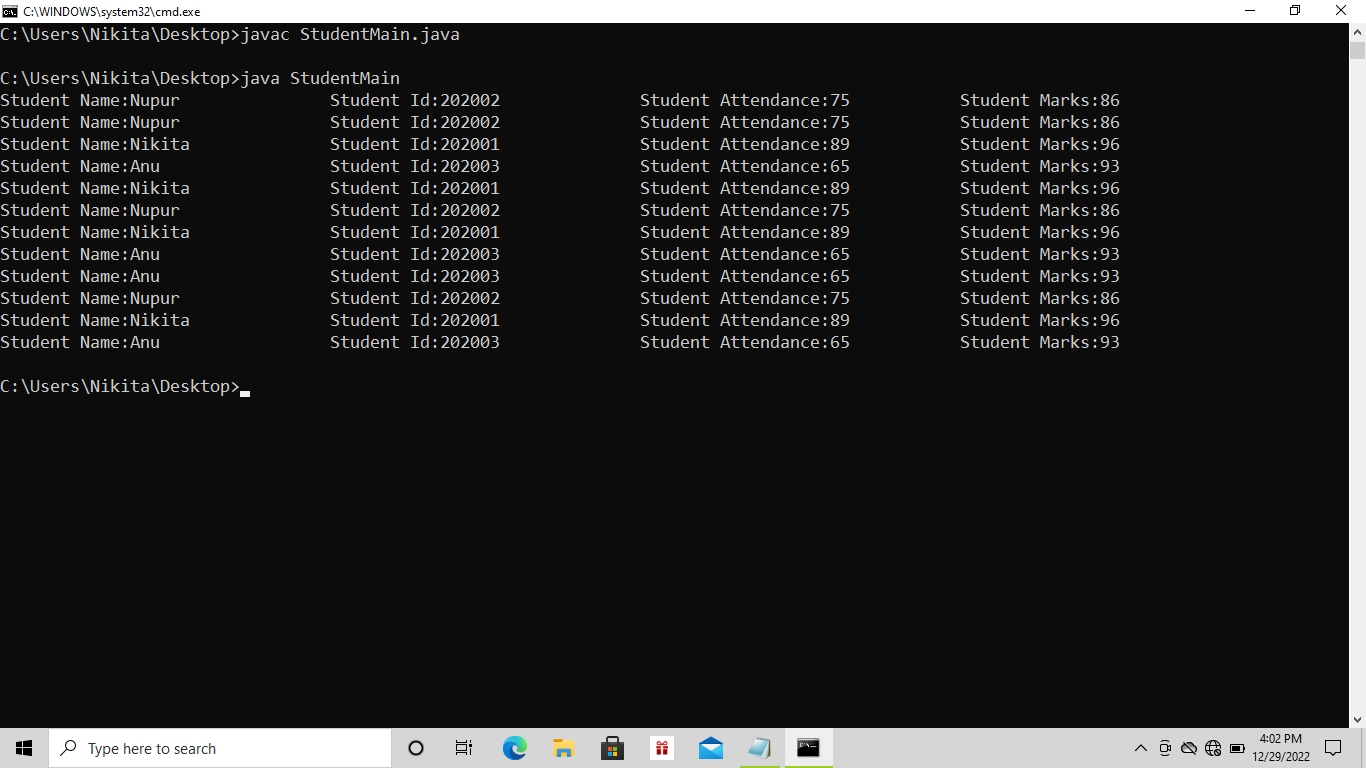 C:\WINDOWS\system32\cmd.exe
C:\Users\Nikita\Desktop>javac StudentMain.java
C:\Users\Nikita\Desktop>java StudentMain
Student Name:Nupur Student Id:202002 Student Attendance:75 Student Marks:86
Student Name:Nupur Student Id:202002 Student Attendance:75 Student Marks:86
Student Name:Nikita Student Id:202001 Student Attendance:89 Student Marks:96
Student Name:Anu Student Id:202003 Student Attendance:65 Student Marks:93
Student Name:Nikita Student Id:202001 Student Attendance:89 Student Marks:96
Student Name:Nupur Student Id:202002 Student Attendance:75 Student Marks:86
Student Name:Nikita Student Id:202001 Student Attendance:89 Student Marks:96
Student Name:Anu Student Id:202003 Student Attendance:65 Student Marks:93
Student Name:Anu Student Id:202003 Student Attendance:65 Student Marks:93
Student Name:Nupur Student Id:202002 Student Attendance:75 Student Marks:86
Student Name:Nikita Student Id:202001 Student Attendance:89 Student Marks:96
Student Name:Anu Student Id:202003 Student Attendance:65 Student Marks:93
C:\Users\Nikita\Desktop>
Type here to search
4:02 PM
12/29/2022